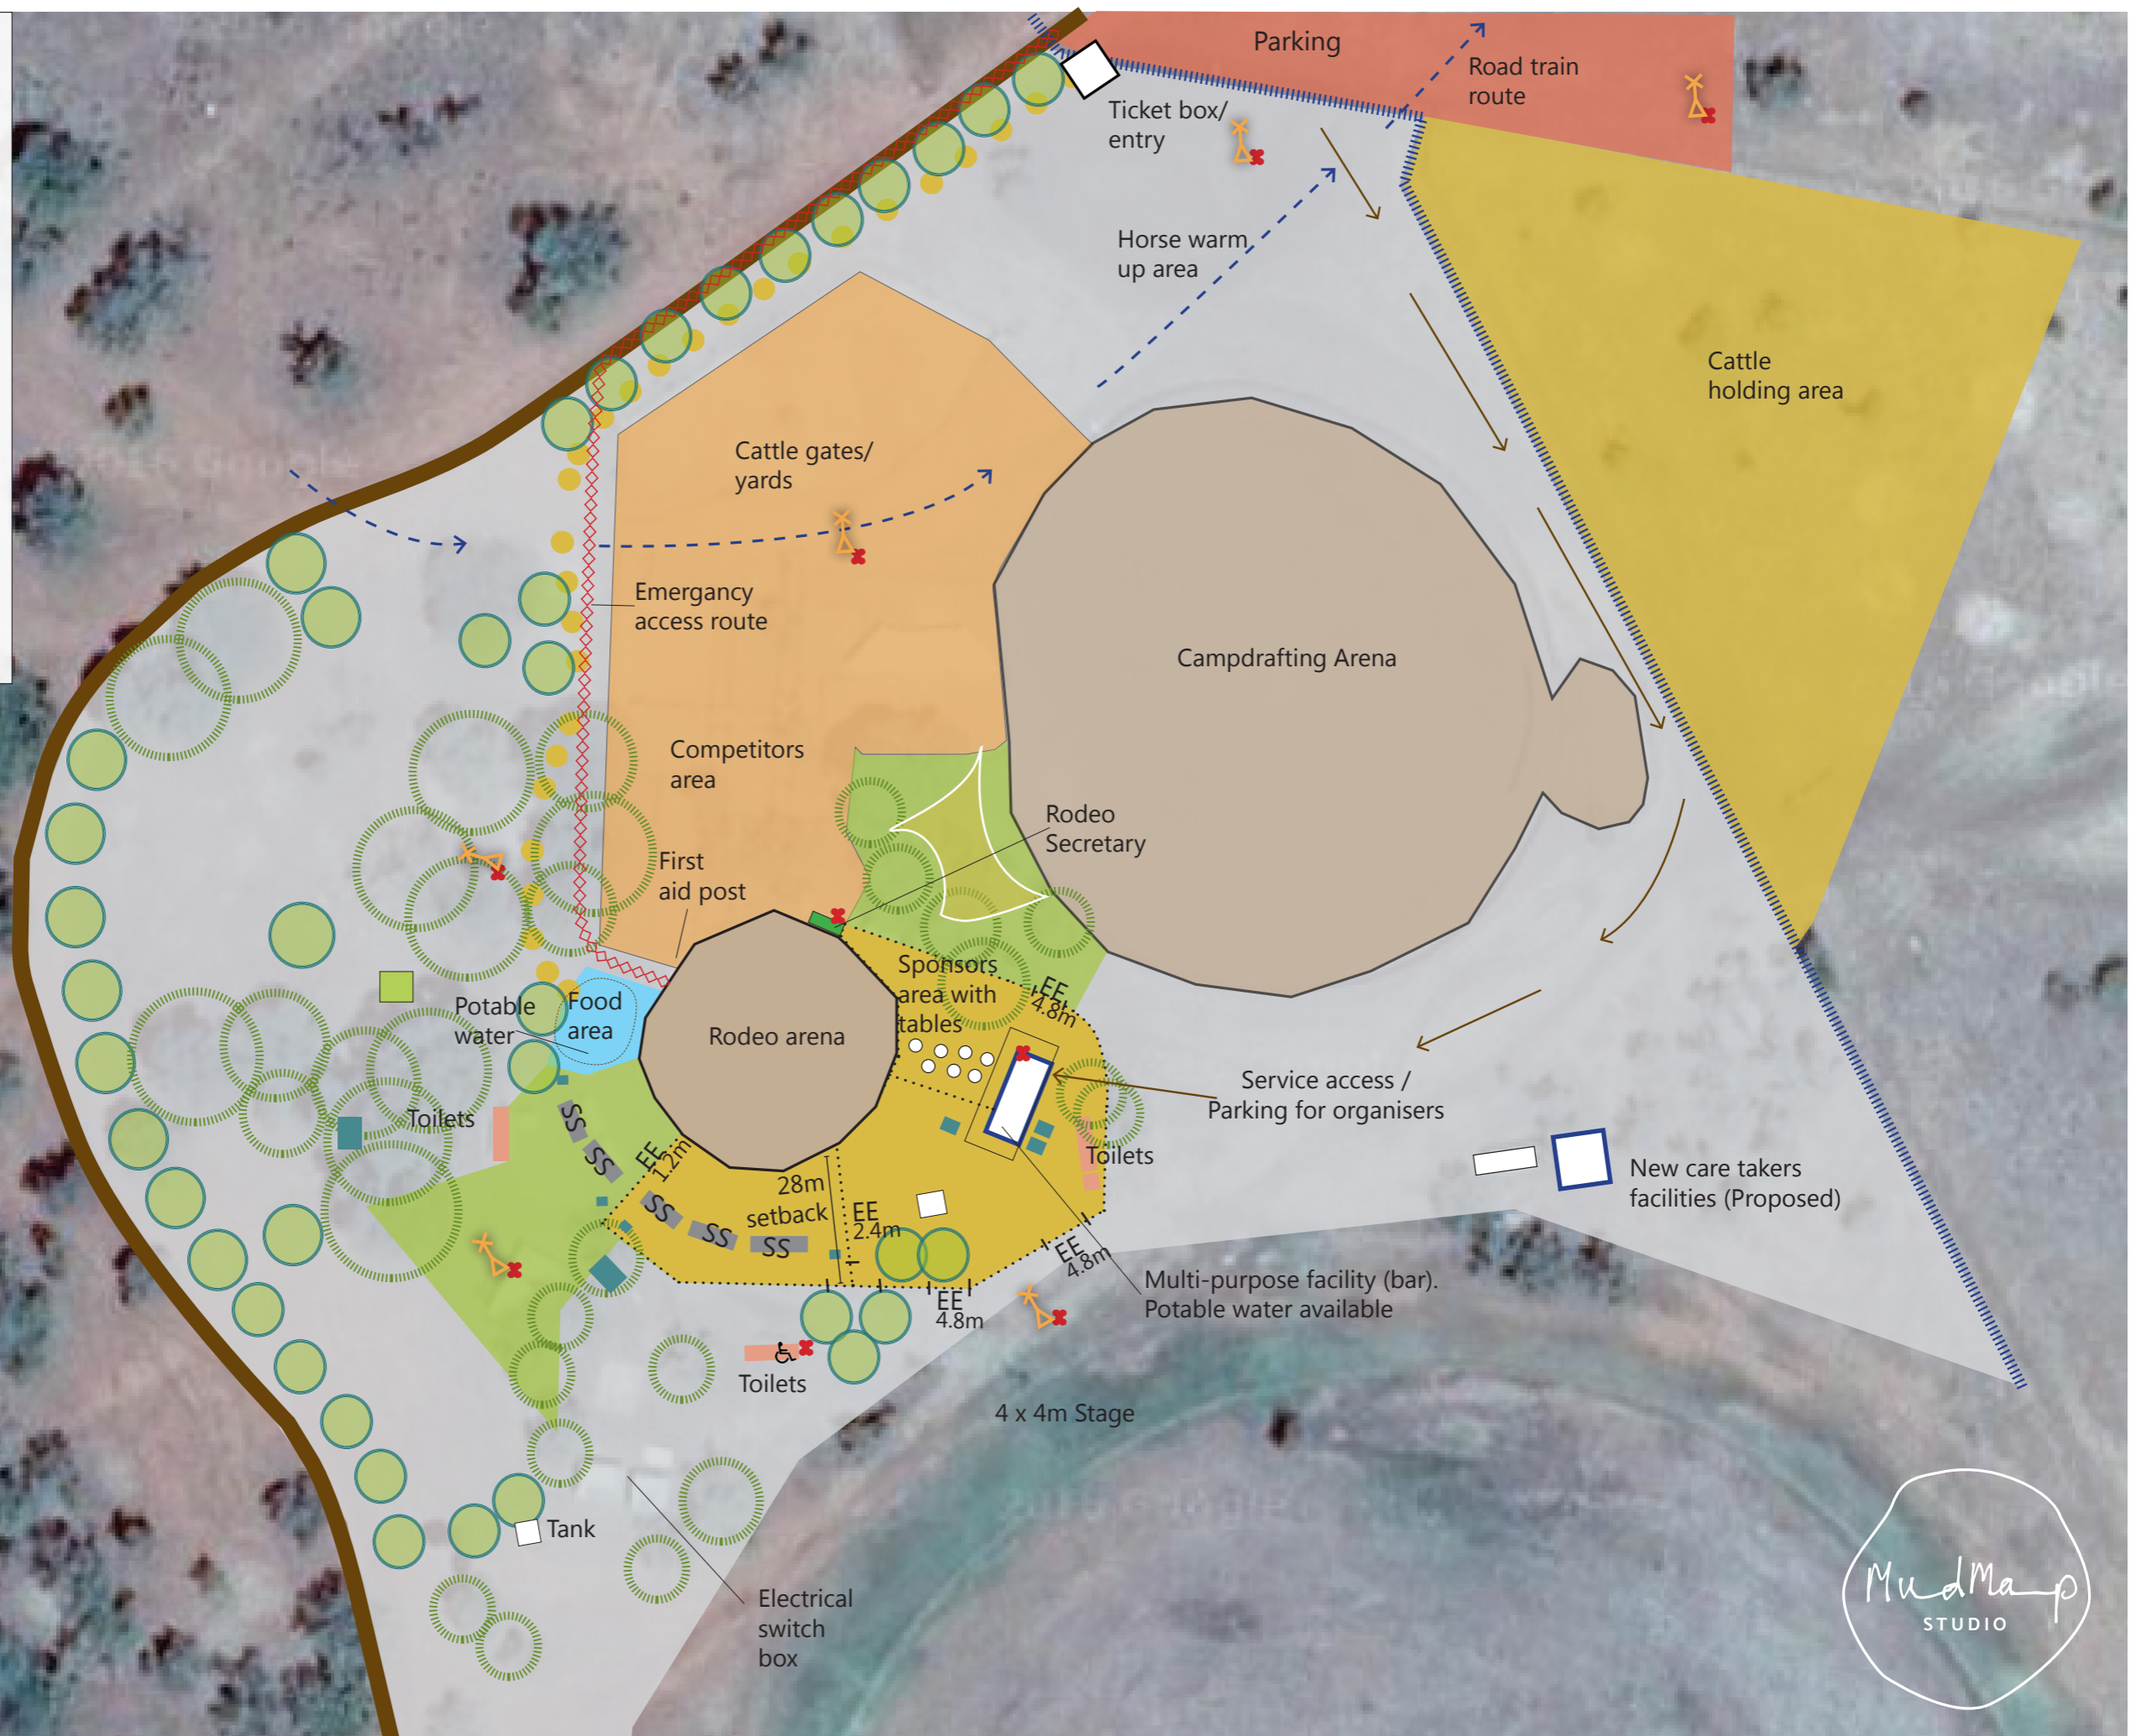 Parking
Road train
route
Ticket box/
entry
Horse warm
up area
Cattle
holding area
Cattle gates/
yards
Emergancy
access route
Campdrafting Arena
Competitors
area
Rodeo
Secretary
First
aid post
Sponsors
area with
tables
EE
4.8m
Potable
water
Food
area
Rodeo arena
Service access /
Parking for organisers
Toilets
SS
SS
SS
SS
SS
EE
1.2m
28m
setback
EE
2.4m
Toilets
New care takers
facilities (Proposed)
EE
4.8m
EE
4.8m
Multi-purpose facility (bar).
Potable water available
Toilets
4 x 4m Stage
Tank
Electrical
switch
box
MudMap
STUDIO